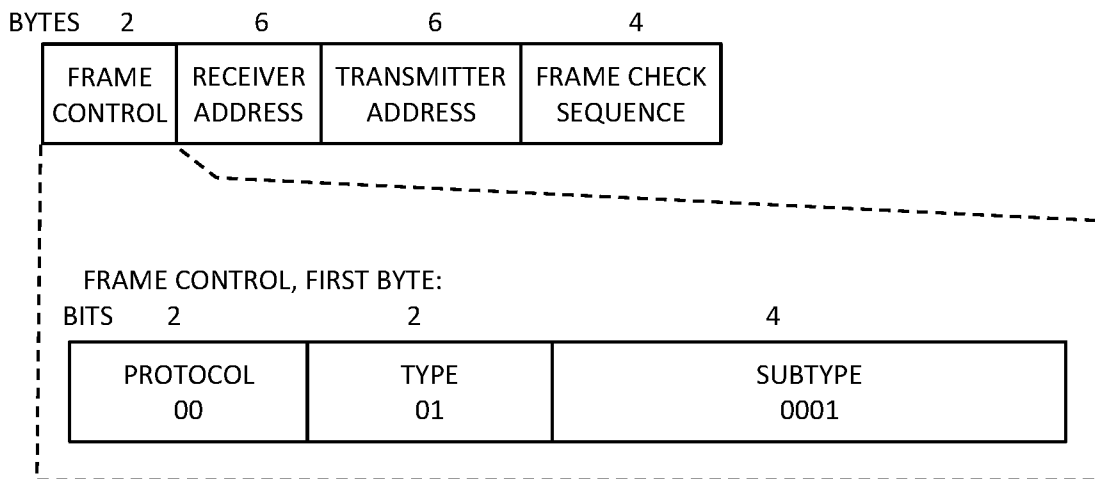 BYTES 2 6 6 4
FRAME CONTROL
RECEIVER ADDRESS
TRANSMITTER ADDRESS
FRAME CHECK SEQUENCE
FRAME CONTROL, FIRST BYTE:
BITS 2 2 4
PROTOCOL
00
TYPE
01
SUBTYPE
0001